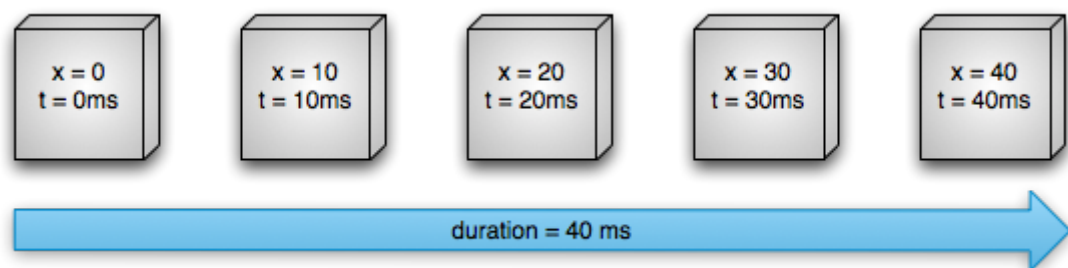 x = 0
t = 0ms
x = 10
t = 10ms
x = 20
t = 20ms
x = 30
t = 30ms
x = 40
t = 40ms
duration = 40 ms